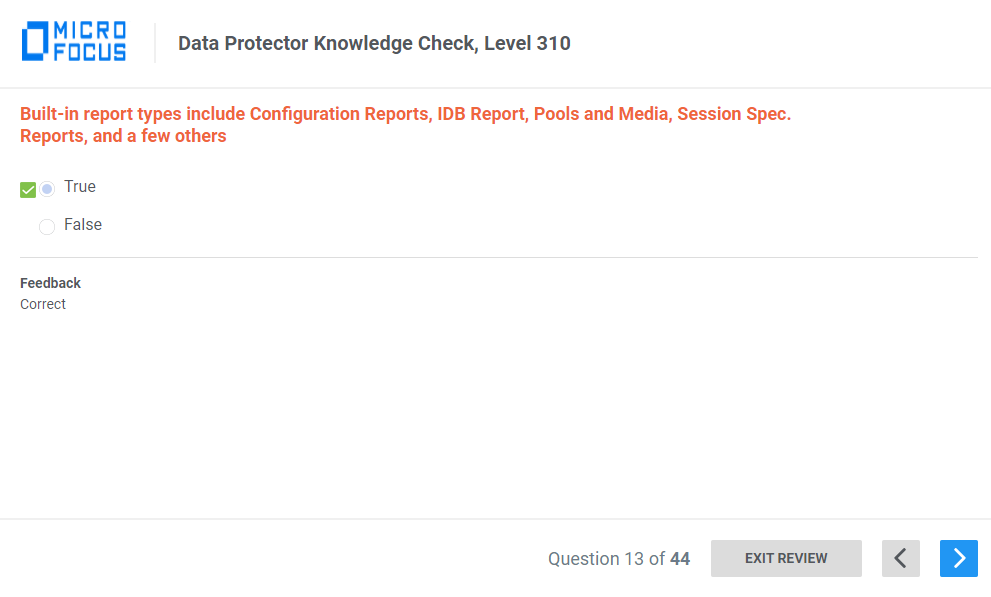 MICRO
FOCUS
Data Protector Knowledge Check, Level 310
Built-in report types include Configuration Reports, IDB Report, Pools and Media, Session Spec.
Reports, and a few others
True
False
Feedback
Correct
Question 13 of 44
EXIT REVIEW